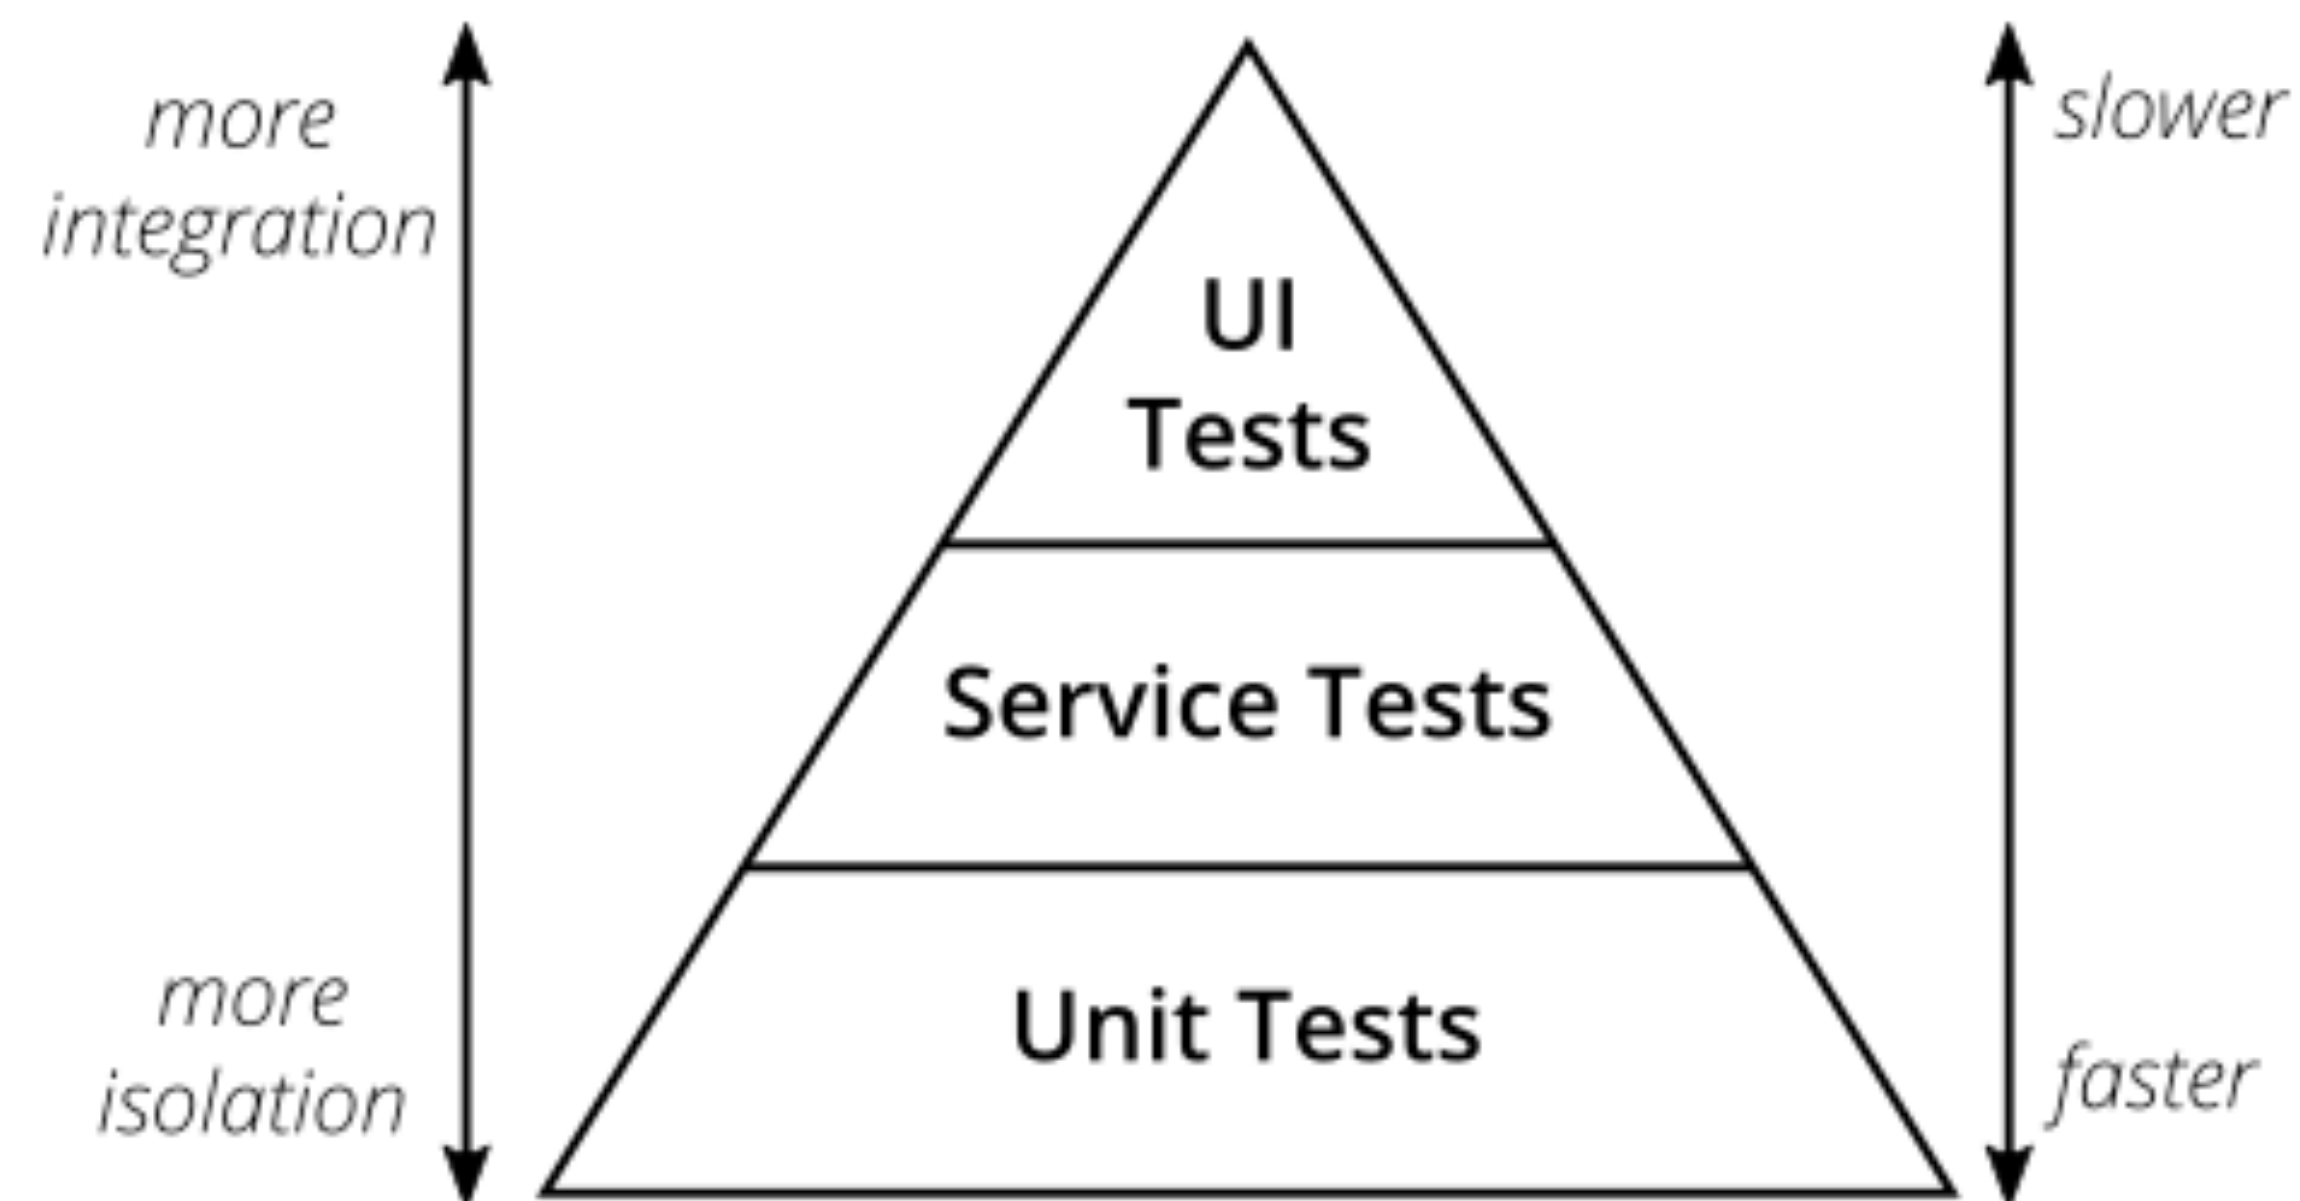 more
integration
slower
UI
Tests
Service Tests
more
isolation
Unit Tests
faster